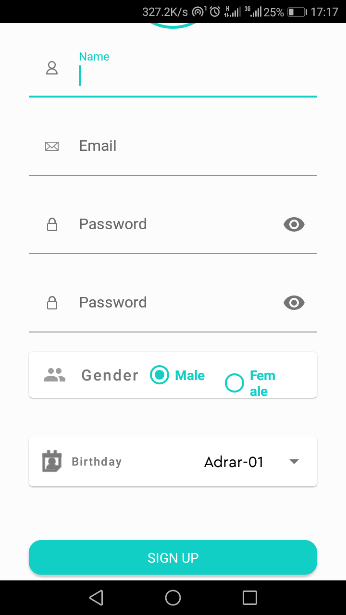 327.2K/s 25% 17:17
Name
Email
Password
Password
Gender Male Fem
ale
Birthday Adrar-01
SIGN UP